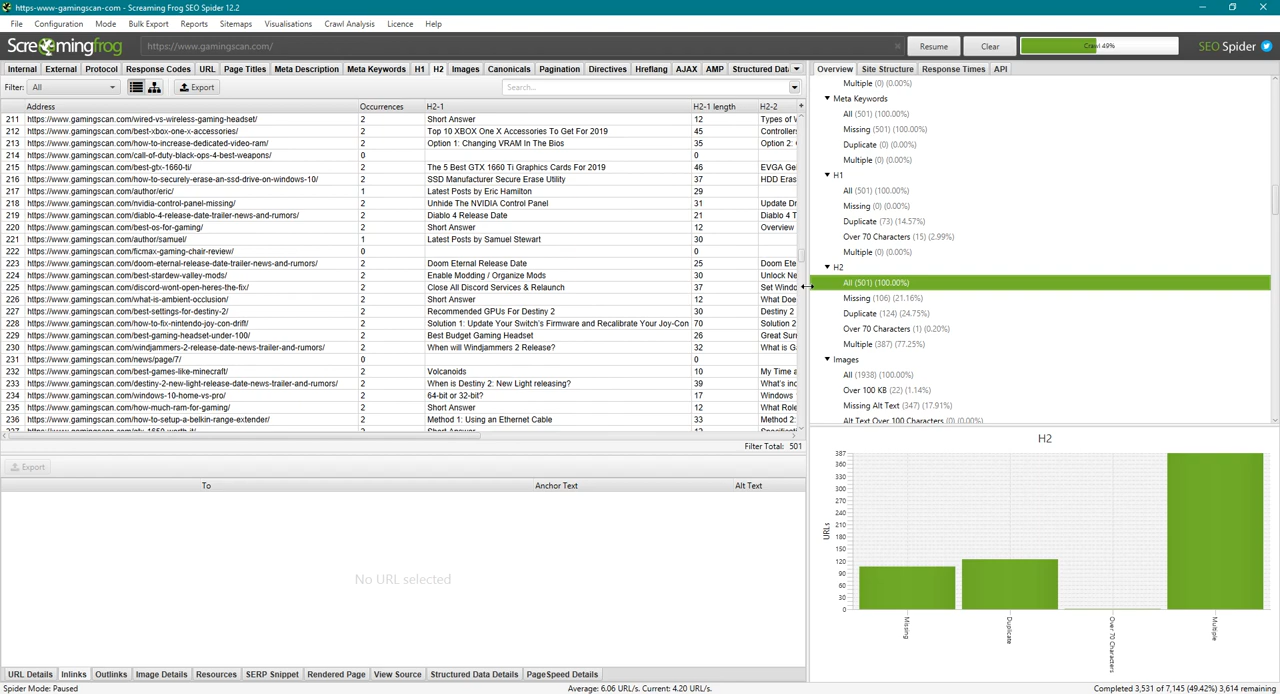 https-www-gamingscan-com - Screaming Frog SEO Spider 12.2
File Configuration Mode Bulk Export Reports Sitemaps Visualisations Crawl Analysis Licence Help
Screamingfrog https://www.gamingscan.com/ Resume Clear Crawl 49% SEO Spider
Internal External Protocol Response Codes URL Page Titles Meta Description Meta Keywords H1 H2 Images Canonicals Pagination Directives Hreflang AJAX AMP Structured Data
Filter: All Export Search...
Address Occurrences H2-1 H2-1 length H2-2
211 https://www.gamingscan.com/wired-vs-wireless-gaming-headset/ 2 Short Answer 12 Types of
212 https://www.gamingscan.com/best-xbox-one-x-accessories/ 2 Top 10 XBOX One X Accessories To Get For 2019 45 Controller
213 https://www.gamingscan.com/how-to-increase-dedicated-video-ram/ 2 Option 1: Changing VRAM In The Bios 35 Option 2:
214 https://www.gamingscan.com/call-of-duty-black-ops-4-best-weapons/ 0 0
215 https://www.gamingscan.com/best-gtx-1660-ti/ 2 The 5 Best GTX 1660 Ti Graphics Cards For 2019 46 EVGA Ge
216 https://www.gamingscan.com/how-to-securely-erase-an-ssd-drive-on-windows-10/ 2 SSD Manufacturer Secure Erase Utility 37 HDD Eras
217 https://www.gamingscan.com/author/eric/ 1 Latest Posts by Eric Hamilton 29
218 https://www.gamingscan.com/nvidia-control-panel-missing/ 2 Unhide The NVIDIA Control Panel 31 Update Dr
219 https://www.gamingscan.com/diablo-4-release-date-trailer-news-and-rumors/ 2 Diablo 4 Release Date 21 Diablo 4 T
220 https://www.gamingscan.com/best-os-for-gaming/ 2 Short Answer 12 Overview
221 https://www.gamingscan.com/author/samuel/ 1 Latest Posts by Samuel Stewart 30
222 https://www.gamingscan.com/ficmax-gaming-chair-review/ 0 0
223 https://www.gamingscan.com/doom-eternal-release-date-trailer-news-and-rumors/ 2 Doom Eternal Release Date 25 Doom Ete
224 https://www.gamingscan.com/best-stardew-valley-mods/ 2 Enable Modding / Organize Mods 30 Unlock Ne
225 https://www.gamingscan.com/discord-wont-open-heres-the-fix/ 2 Close All Discord Services & Relaunch 37 Set Windo
226 https://www.gamingscan.com/what-is-ambient-occlusion/ 2 Short Answer 12 What Doe
227 https://www.gamingscan.com/best-settings-for-destiny-2/ 2 Recommended GPUs For Destiny 2 30 Destiny 2
228 https://www.gamingscan.com/how-to-fix-nintendo-joy-con-drift/ 2 Solution 1: Update Your Switch's Firmware and Recalibrate Your Joy-Con 70 Solution 2
229 https://www.gamingscan.com/best-gaming-headset-under-100/ 2 Best Budget Gaming Headset 26 Great Sur
230 https://www.gamingscan.com/windjammers-2-release-date-news-trailer-and-rumors/ 2 When will Windjammers 2 Release? 32 What is G
231 https://www.gamingscan.com/news/page/7/ 0 0
232 https://www.gamingscan.com/best-games-like-minecraft/ 2 Volcanoids 10 My Time a
233 https://www.gamingscan.com/destiny-2-new-light-release-date-news-trailer-and-rumors/ 2 When is Destiny 2: New Light releasing? 39 What's inc
234 https://www.gamingscan.com/windows-10-home-vs-pro/ 2 64-bit or 32-bit? 17 Windows
235 https://www.gamingscan.com/how-much-ram-for-gaming/ 2 Short Answer 12 What Role
236 https://www.gamingscan.com/how-to-setup-a-belkin-range-extender/ 2 Method 1: Using an Ethernet Cable 33 Method 2:
Filter Total: 501
Export
To Anchor Text Alt Text
No URL selected
URL Details Inlinks Outlinks Image Details Resources SERP Snippet Rendered Page View Source Structured Data Details PageSpeed Details
Overview Site Structure Response Times API
Multiple (0) (0.00%)
Meta Keywords
All (501) (100.00%)
Missing (501) (100.00%)
Duplicate (0) (0.00%)
Multiple (0) (0.00%)
H1
All (501) (100.00%)
Missing (0) (0.00%)
Duplicate (73) (14.57%)
Over 70 Characters (15) (2.99%)
Multiple (0) (0.00%)
H2
All (501) (100.00%)
Missing (106) (21.16%)
Duplicate (124) (24.75%)
Over 70 Characters (1) (0.20%)
Multiple (387) (77.25%)
Images
All (1938) (100.00%)
Over 100 KB (22) (1.14%)
Missing Alt Text (347) (17.91%)
Alt Text Over 100 Characters (0) (0.00%)
H2
URLs
387
360
330
300
270
240
210
180
150
120
90
60
30
0
Missing
Duplicate
Over 70 Characters
Multiple
Spider Mode: Paused Average: 6.06 URL/s. Current: 4.20 URL/s. Completed 3,531 of 7,145 (49.42%) 3,614 remaining